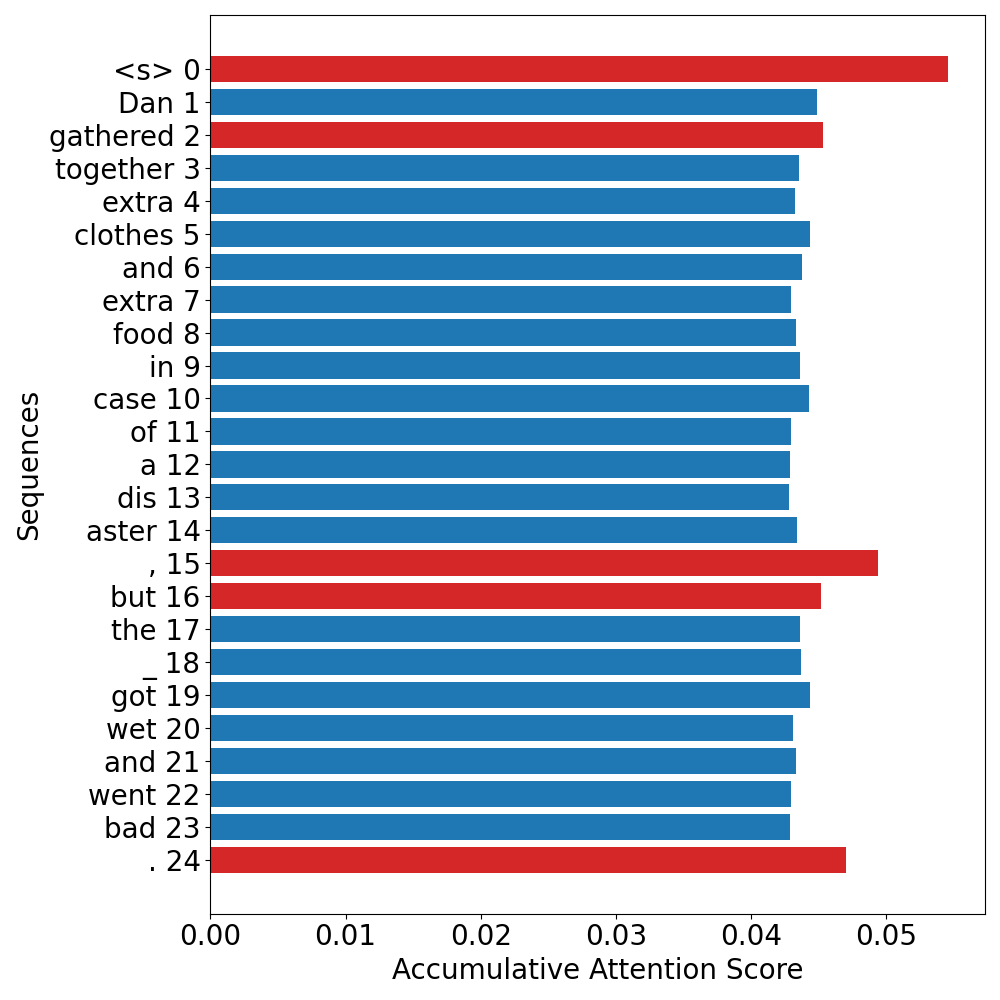 <s> 0
Dan 1
gathered 2
together 3
extra 4
clothes 5
and 6
extra 7
food 8
in 9
case 10
of 11
a 12
dis 13
aster 14
, 15
but 16
the 17
_ 18
got 19
wet 20
and 21
went 22
bad 23
. 24
Sequences
0.00 0.01 0.02 0.03 0.04 0.05
Accumulative Attention Score